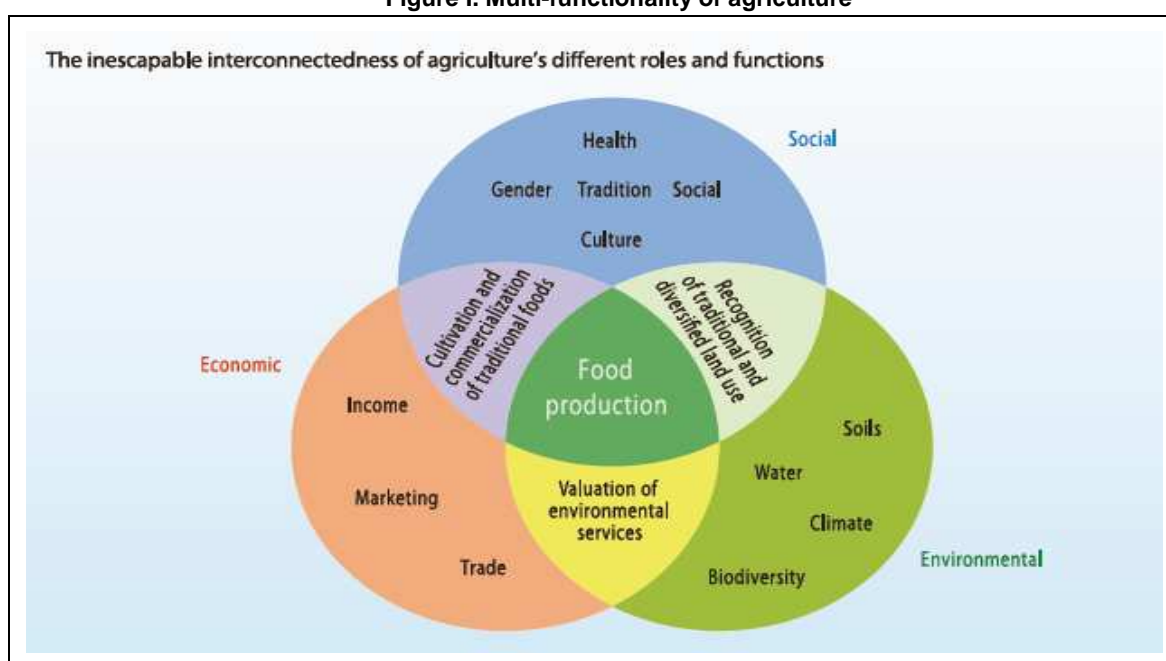 Figure I. Multi-functionality of agriculture
The inescapable interconnectedness of agriculture's different roles and functions
Social
Health
Gender Tradition Social
Culture
Cultivation and
commercialization
of traditional foods
Recognition
of traditional and
diversified land use
Economic
Food
production
Income
Marketing
Trade
Valuation of
environmental
services
Soils
Water
Climate
Biodiversity
Environmental